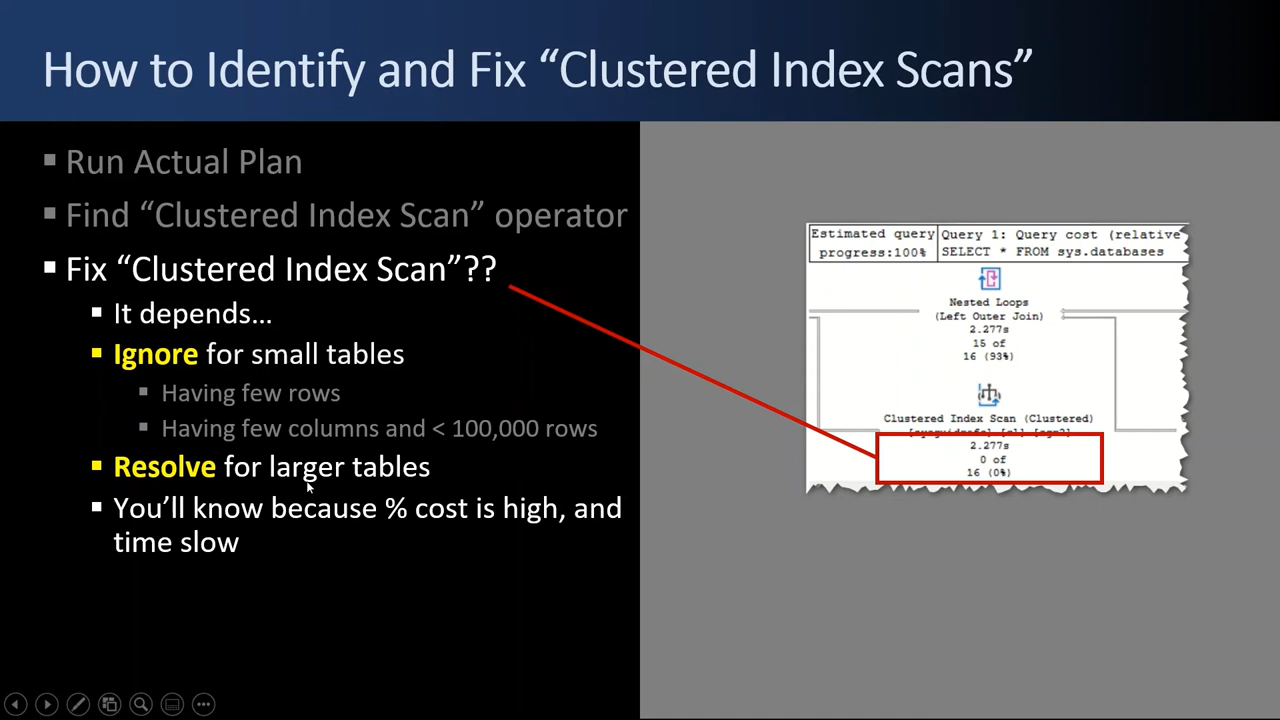 How to Identify and Fix “Clustered Index Scans”
▪ Run Actual Plan
▪ Find “Clustered Index Scan” operator
▪ Fix “Clustered Index Scan”??
▪ It depends…
▪ Ignore for small tables
▪ Having few rows
▪ Having few columns and < 100,000 rows
▪ Resolve for larger tables
▪ You’ll know because % cost is high, and
time slow
Estimated query
progress:100%
Query 1: Query cost (relative
SELECT * FROM sys.databases
Nested Loops
(Left Outer Join)
2.277s
15 of
16 (93%)
Clustered Index Scan (Clustered)
2.277s
0 of
16 (0%)